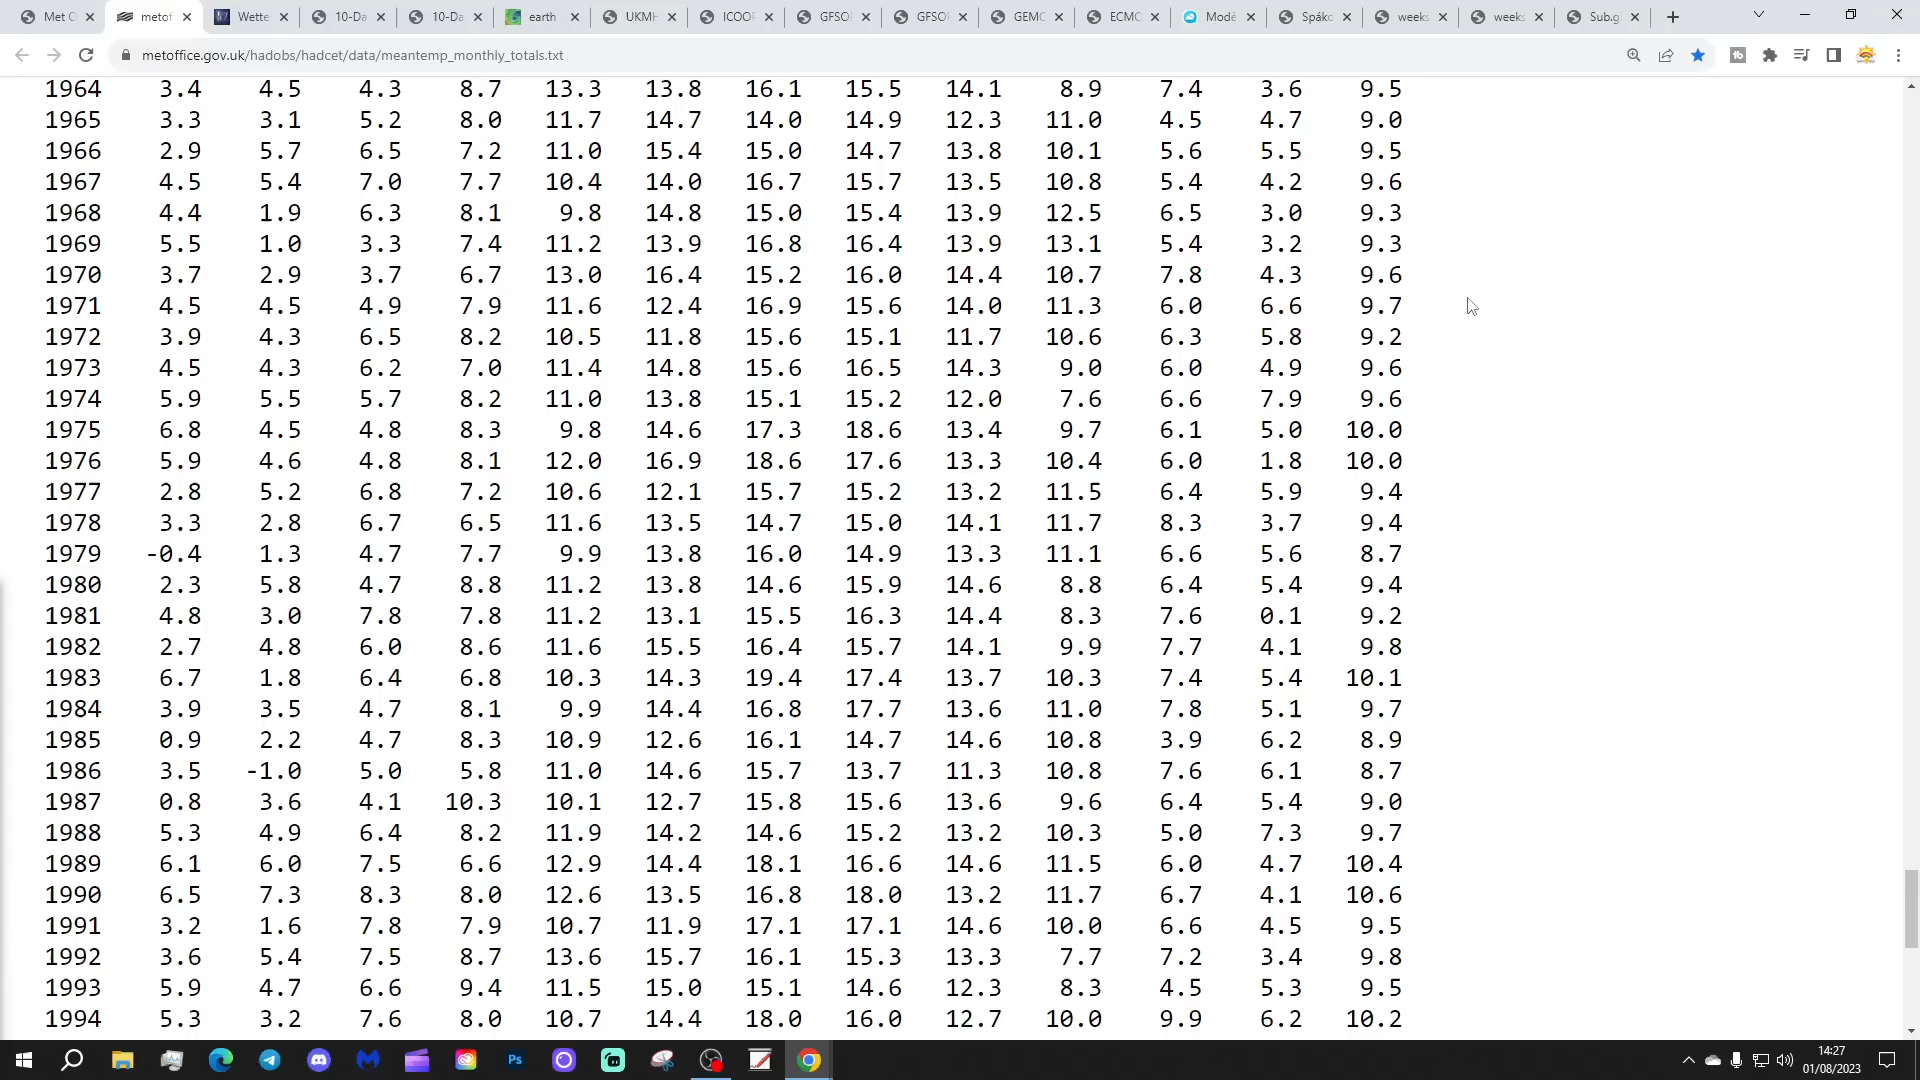 Met O
metof
Wette
10-Da
10-Da
earth
UKMH
ICOOP
GFSOP
GFSOP
GEMO
ECMO
Modè
Spáko
weeks
weeks
Sub.g
metoffice.gov.uk/hadobs/hadcet/data/meantemp_monthly_totals.txt
1964 3.4 4.5 4.3 8.7 13.3 13.8 16.1 15.5 14.1 8.9 7.4 3.6 9.5
1965 3.3 3.1 5.2 8.0 11.7 14.7 14.0 14.9 12.3 11.0 4.5 4.7 9.0
1966 2.9 5.7 6.5 7.2 11.0 15.4 15.0 14.7 13.8 10.1 5.6 5.5 9.5
1967 4.5 5.4 7.0 7.7 10.4 14.0 16.7 15.7 13.5 10.8 5.4 4.2 9.6
1968 4.4 1.9 6.3 8.1 9.8 14.8 15.0 15.4 13.9 12.5 6.5 3.0 9.3
1969 5.5 1.0 3.3 7.4 11.2 13.9 16.8 16.4 13.9 13.1 5.4 3.2 9.3
1970 3.7 2.9 3.7 6.7 13.0 16.4 15.2 16.0 14.4 10.7 7.8 4.3 9.6
1971 4.5 4.5 4.9 7.9 11.6 12.4 16.9 15.6 14.0 11.3 6.0 6.6 9.7
1972 3.9 4.3 6.5 8.2 10.5 11.8 15.6 15.1 11.7 10.6 6.3 5.8 9.2
1973 4.5 4.3 6.2 7.0 11.4 14.8 15.6 16.5 14.3 9.0 6.0 4.9 9.6
1974 5.9 5.5 5.7 8.2 11.0 13.8 15.1 15.2 12.0 7.6 6.6 7.9 9.6
1975 6.8 4.5 4.8 8.3 9.8 14.6 17.3 18.6 13.4 9.7 6.1 5.0 10.0
1976 5.9 4.6 4.8 8.1 12.0 16.9 18.6 17.6 13.3 10.4 6.0 1.8 10.0
1977 2.8 5.2 6.8 7.2 10.6 12.1 15.7 15.2 13.2 11.5 6.4 5.9 9.4
1978 3.3 2.8 6.7 6.5 11.6 13.5 14.7 15.0 14.1 11.7 8.3 3.7 9.4
1979 -0.4 1.3 4.7 7.7 9.9 13.8 16.0 14.9 13.3 11.1 6.6 5.6 8.7
1980 2.3 5.8 4.7 8.8 11.2 13.8 14.6 15.9 14.6 8.8 6.4 5.4 9.4
1981 4.8 3.0 7.8 7.8 11.2 13.1 15.5 16.3 14.4 8.3 7.6 0.1 9.2
1982 2.7 4.8 6.0 8.6 11.6 15.5 16.4 15.7 14.1 9.9 7.7 4.1 9.8
1983 6.7 1.8 6.4 6.8 10.3 14.3 19.4 17.4 13.7 10.3 7.4 5.4 10.1
1984 3.9 3.5 4.7 8.1 9.9 14.4 16.8 17.7 13.6 11.0 7.8 5.1 9.7
1985 0.9 2.2 4.7 8.3 10.9 12.6 16.1 14.7 14.6 10.8 3.9 6.2 8.9
1986 3.5 -1.0 5.0 5.8 11.0 14.6 15.7 13.7 11.3 10.8 7.6 6.1 8.7
1987 0.8 3.6 4.1 10.3 10.1 12.7 15.8 15.6 13.6 9.6 6.4 5.4 9.0
1988 5.3 4.9 6.4 8.2 11.9 14.2 14.6 15.2 13.2 10.3 5.0 7.3 9.7
1989 6.1 6.0 7.5 6.6 12.9 14.4 18.1 16.6 14.6 11.5 6.0 4.7 10.4
1990 6.5 7.3 8.3 8.0 12.6 13.5 16.8 18.0 13.2 11.7 6.7 4.1 10.6
1991 3.2 1.6 7.8 7.9 10.7 11.9 17.1 17.1 14.6 10.0 6.6 4.5 9.5
1992 3.6 5.4 7.5 8.7 13.6 15.7 16.1 15.3 13.3 7.7 7.2 3.4 9.8
1993 5.9 4.7 6.6 9.4 11.5 15.0 15.1 14.6 12.3 8.3 4.5 5.3 9.5
1994 5.3 3.2 7.6 8.0 10.7 14.4 18.0 16.0 12.7 10.0 9.9 6.2 10.2
Ps
14:27
01/08/2023